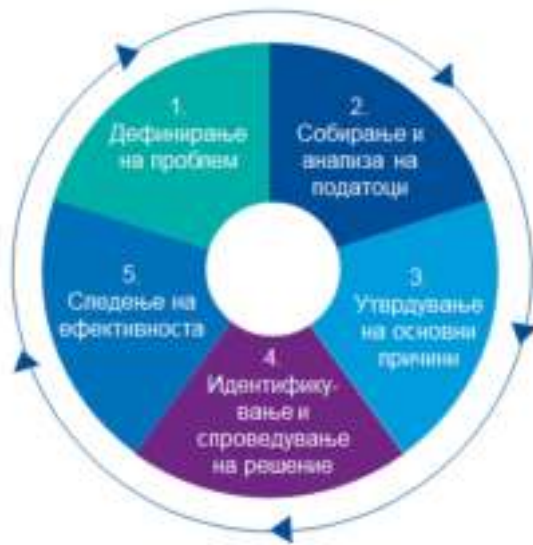 1.
Дефинирање
на проблем
2.
Собирање и
анализа на
податоци
3.
Утврдување
на основни
причини
4.
Идентифику-
вање и
спроведување
на решение
5.
Следење на
ефективноста